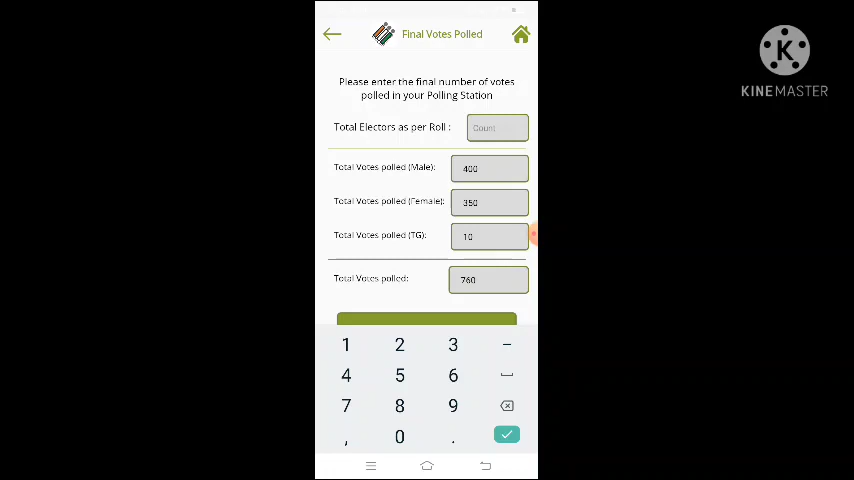 Final Votes Polled
Please enter the final number of votes
polled in your Polling Station
Total Electors as per Roll : Count
Total Votes polled (Male): 400
Total Votes polled (Female): 350
Total Votes polled (TG): 10
Total Votes polled: 760
1 2 3 –
4 5 6
7 8 9
, 0 .
K
KINEMASTER